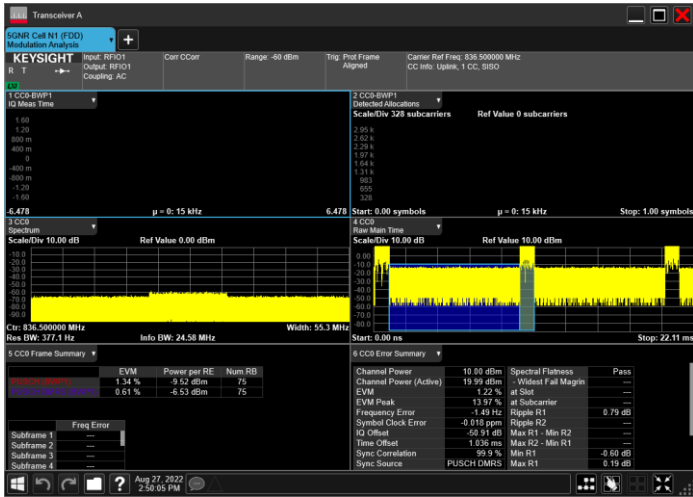 Transceiver A
5GNR Cell N1 (FDD)
Modulation Analysis
KEYSIGHT
R T
LXI
Input: RFIO1
Output: RFIO1
Coupling: AC
Corr CCorr
Range: -60 dBm
Trig: Prot Frame
Aligned
Carrier Ref Freq: 836.500000 MHz
CC Info: Uplink, 1 CC, SISO
1 CC0-BWP1
IQ Meas Time
1.60
1.20
800 m
400 m
0
-400 m
-800 m
-1.20
-1.60
-6.478 µ = 0: 15 kHz 6.478
2 CC0-BWP1
Detected Allocations
Scale/Div 328 subcarriers Ref Value 0 subcarriers
2.95 k
2.62 k
2.29 k
1.97 k
1.64 k
1.31 k
983
655
328
Start: 0.00 symbols µ = 0: 15 kHz Stop: 1.00 symbols
3 CC0
Spectrum
Scale/Div 10.00 dB Ref Value 0.00 dBm
-10.0
-20.0
-30.0
-40.0
-50.0
-60.0
-70.0
-80.0
-90.0
Ctr: 836.500000 MHz Width: 55.3 MHz
Res BW: 377.1 Hz Info BW: 24.58 MHz
4 CC0
Raw Main Time
Scale/Div 10.00 dB Ref Value 10.00 dBm
0.00
-10.0
-20.0
-30.0
-40.0
-50.0
-60.0
-70.0
-80.0
Start: 0.00 ns Stop: 22.11 ms
5 CC0 Frame Summary
EVM Power per RE Num.RB
1.34 % -9.52 dBm 75
0.61 % -6.53 dBm 75
Freq Error
Subframe 1 ---
Subframe 2 ---
Subframe 3 ---
Subframe 4 ---
6 CC0 Error Summary
Channel Power 10.00 dBm Spectral Flatness Pass
Channel Power (Active) 19.99 dBm - Widest Fail Magrin ---
EVM 1.22 % at Slot ---
EVM Peak 13.97 % at Subcarrier ---
Frequency Error -1.49 Hz Ripple R1 0.79 dB
Symbol Clock Error -0.018 ppm Ripple R2 ---
IQ Offset -50.91 dB Max R1 - Min R2 ---
Time Offset 1.036 ms Max R2 - Min R1 ---
Sync Correlation 99.9 % Min R1 -0.60 dB
Sync Source PUSCH DMRS Max R1 0.19 dB
Aug 27, 2022
2:50:05 PM